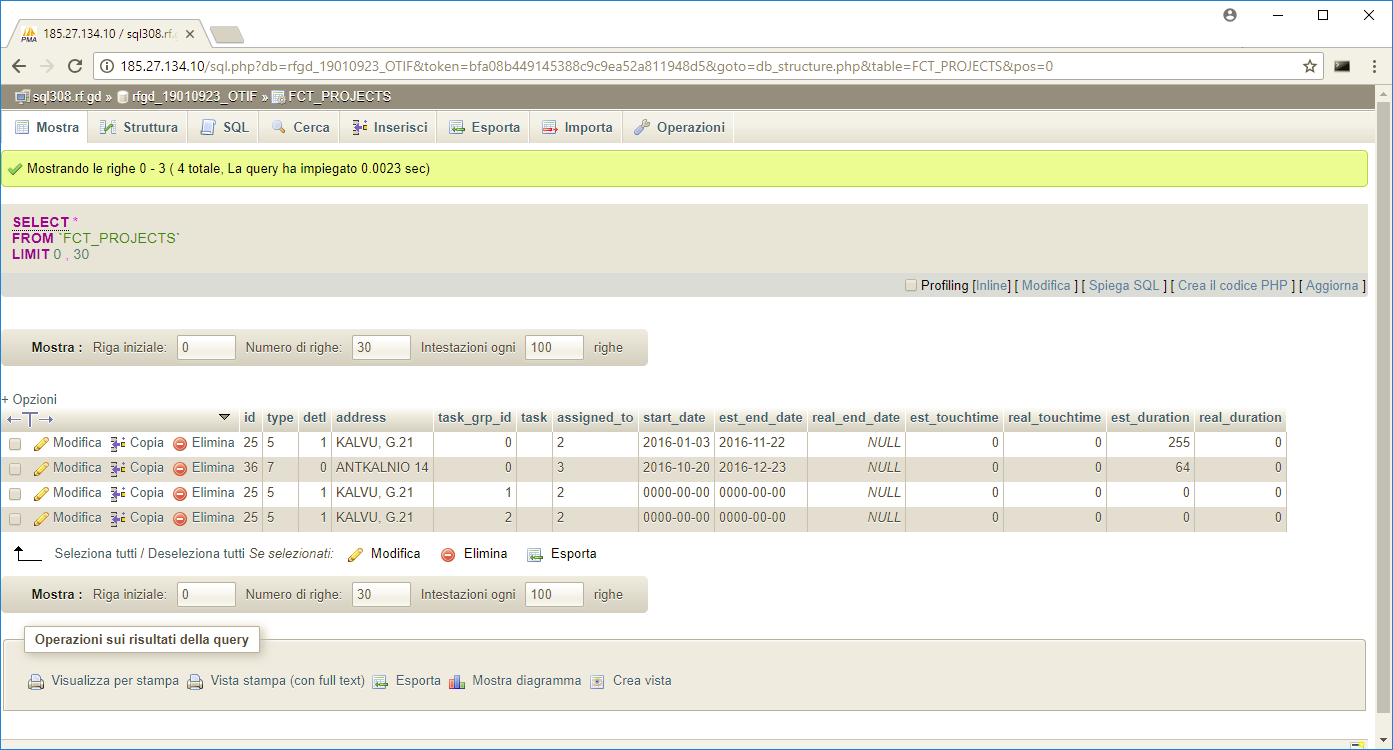 185.27.134.10 / sql308.rf.g
185.27.134.10/sql.php?db=rfgd_19010923_OTIF&token=bfa08b449145388c9c9ea52a811948d5&goto=db_structure.php&table=FCT_PROJECTS&pos=0
sql308.rf.gd » rfgd_19010923_OTIF » FCT_PROJECTS
Mostra Struttura SQL Cerca Inserisci Esporta Importa Operazioni
Mostrando le righe 0 - 3 ( 4 totale, La query ha impiegato 0.0023 sec)
SELECT *
FROM `FCT_PROJECTS`
LIMIT 0 , 30
Profiling [Inline] [ Modifica ] [ Spiega SQL ] [ Crea il codice PHP ] [ Aggiorna ]
Mostra : Riga iniziale: 0 Numero di righe: 30 Intestazioni ogni 100 righe
+ Opzioni
←T→ id type detl address task_grp_id task assigned_to start_date est_end_date real_end_date est_touchtime real_touchtime est_duration real_duration
Modifica Copia Elimina 25 5 1 KALVU, G.21 0 2 2016-01-03 2016-11-22 NULL 0 0 255 0
Modifica Copia Elimina 36 7 0 ANTKALNIO 14 0 3 2016-10-20 2016-12-23 NULL 0 0 64 0
Modifica Copia Elimina 25 5 1 KALVU, G.21 1 2 0000-00-00 0000-00-00 NULL 0 0 0 0
Modifica Copia Elimina 25 5 1 KALVU, G.21 2 2 0000-00-00 0000-00-00 NULL 0 0 0 0
Seleziona tutti / Deseleziona tutti Se selezionati: Modifica Elimina Esporta
Mostra : Riga iniziale: 0 Numero di righe: 30 Intestazioni ogni 100 righe
Operazioni sui risultati della query
Visualizza per stampa Vista stampa (con full text) Esporta Mostra diagramma Crea vista